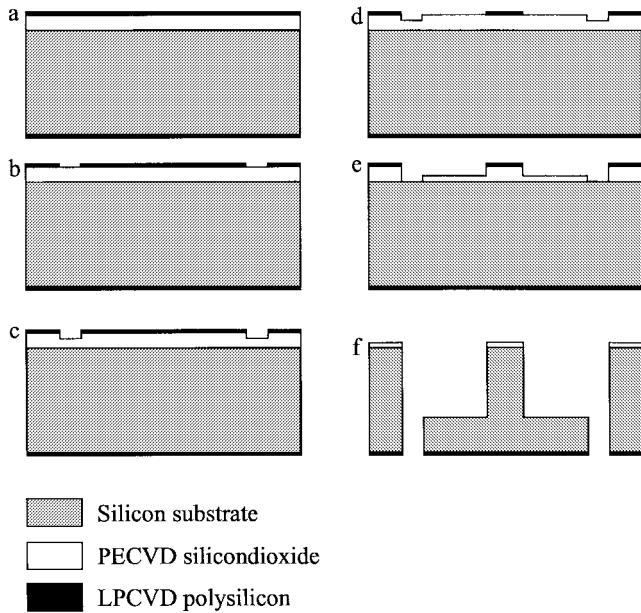 a
b
c
d
e
f
Silicon substrate
PECVD silicondioxide
LPCVD polysilicon